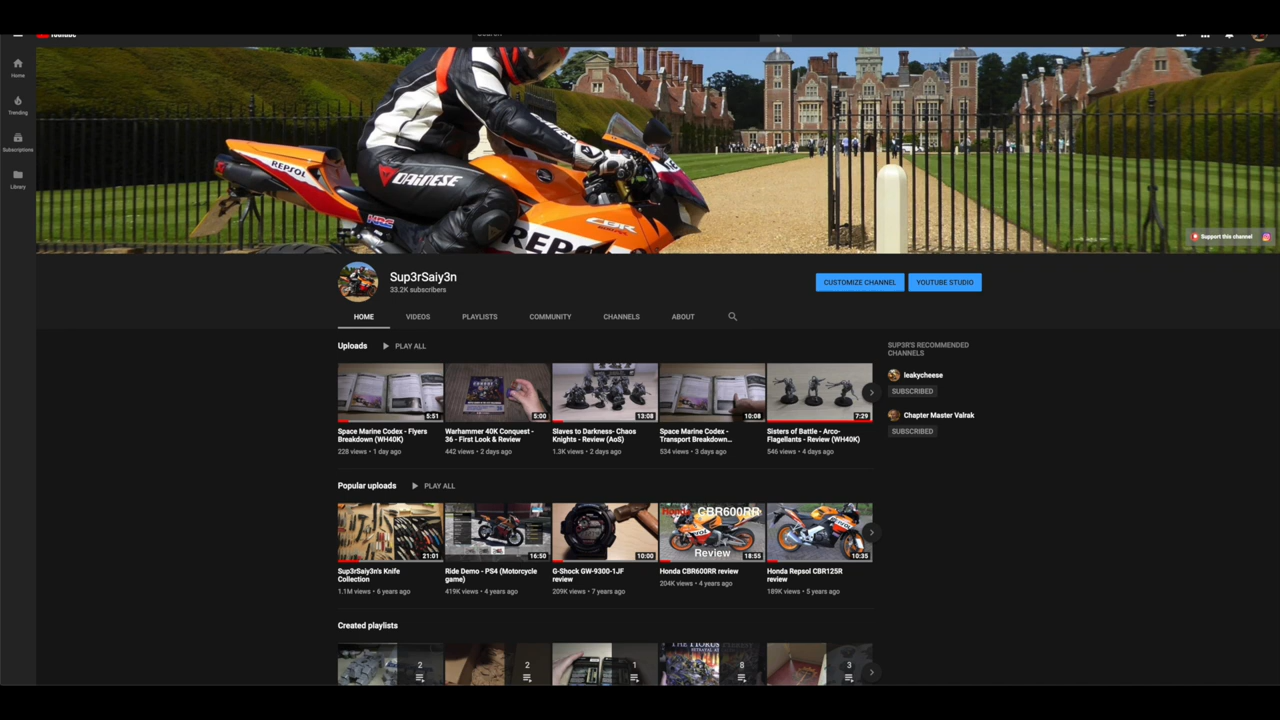 Home
Trending
Subscriptions
Library
REPSOL
DAINESE
HRC
CBR
REPSO
Support this channel
Sup3rSaiy3n
33.2K subscribers
CUSTOMIZE CHANNEL
YOUTUBE STUDIO
HOME
VIDEOS
PLAYLISTS
COMMUNITY
CHANNELS
ABOUT
Uploads
PLAY ALL
5:51
5:00
13:08
10:08
7:29
Space Marine Codex - Flyers
Breakdown (WH40K)
228 views • 1 day ago
Warhammer 40K Conquest -
36 - First Look & Review
442 views • 2 days ago
Slaves to Darkness- Chaos
Knights - Review (AoS)
1.3K views • 2 days ago
Space Marine Codex -
Transport Breakdown...
534 views • 3 days ago
Sisters of Battle - Arco-
Flagellants - Review (WH40K)
546 views • 4 days ago
SUP3R'S RECOMMENDED
CHANNELS
leakycheese
SUBSCRIBED
Chapter Master Valrak
SUBSCRIBED
Popular uploads
PLAY ALL
21:01
16:50
10:00
Honda CBR600RR
Review
18:55
10:35
Sup3rSaiy3n's Knife
Collection
1.1M views • 6 years ago
Ride Demo - PS4 (Motorcycle
game)
419K views • 4 years ago
G-Shock GW-9300-1JF
review
209K views • 7 years ago
Honda CBR600RR review
204K views • 4 years ago
Honda Repsol CBR125R
review
189K views • 5 years ago
Created playlists
2
2
1
8
3